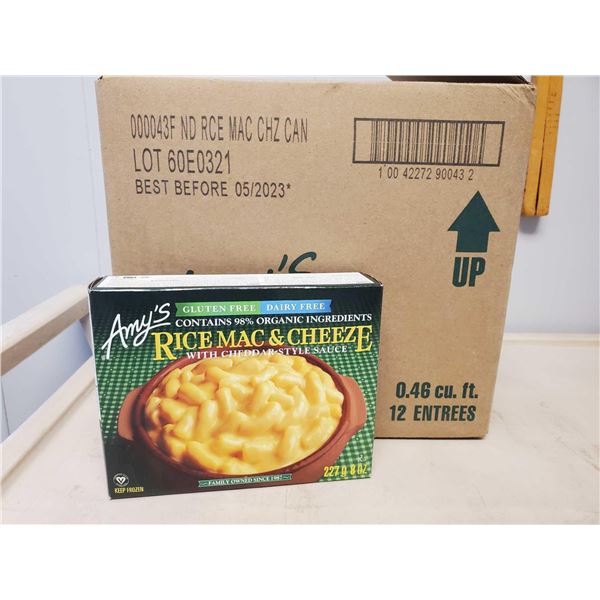 000043F ND RCE MAC CHZ CAN
LOT 60E0321
BEST BEFORE 05/2023*
1 00 42272 90043 2
UP
Amy's
0.46 cu. ft.
12 ENTREES
Amy's
GLUTEN FREE DAIRY FREE
CONTAINS 98% ORGANIC INGREDIENTS
RICE MAC & CHEEZE
WITH CHEDDAR-STYLE SAUCE
227 g 8 OZ
KEEP FROZEN
FAMILY OWNED SINCE 1987